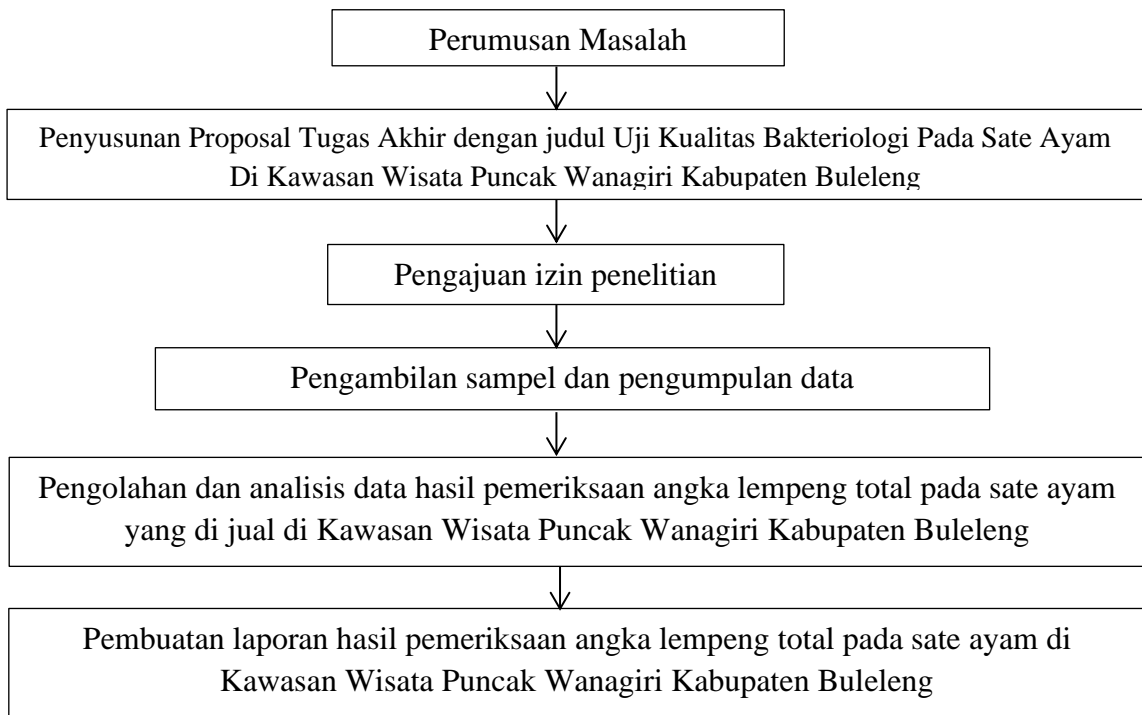 Perumusan Masalah
Penyusunan Proposal Tugas Akhir dengan judul Uji Kualitas Bakteriologi Pada Sate Ayam
Di Kawasan Wisata Puncak Wanagiri Kabupaten Buleleng
Pengajuan izin penelitian
Pengambilan sampel dan pengumpulan data
Pengolahan dan analisis data hasil pemeriksaan angka lempeng total pada sate ayam
yang di jual di Kawasan Wisata Puncak Wanagiri Kabupaten Buleleng
Pembuatan laporan hasil pemeriksaan angka lempeng total pada sate ayam di
Kawasan Wisata Puncak Wanagiri Kabupaten Buleleng